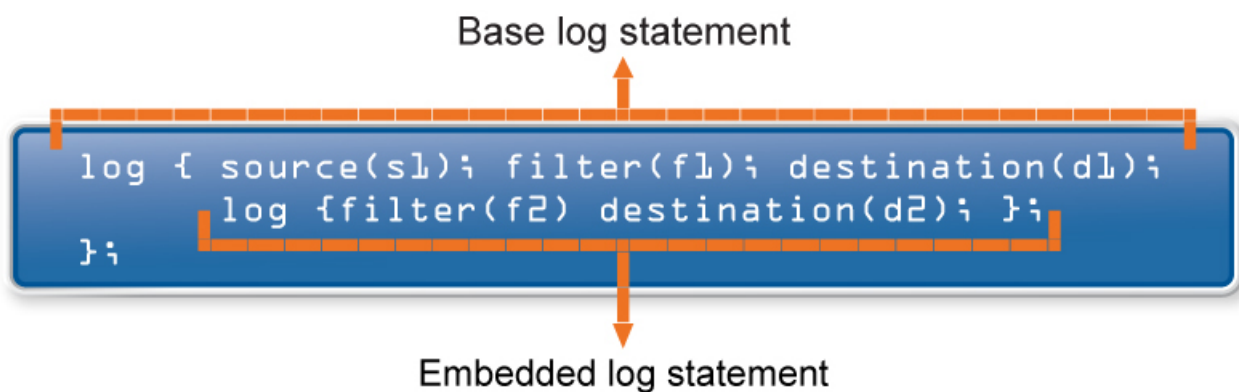 Base log statement
log { source(s1); filter(f1); destination(d1);
log {filter(f2) destination(d2); };
};
Embedded log statement